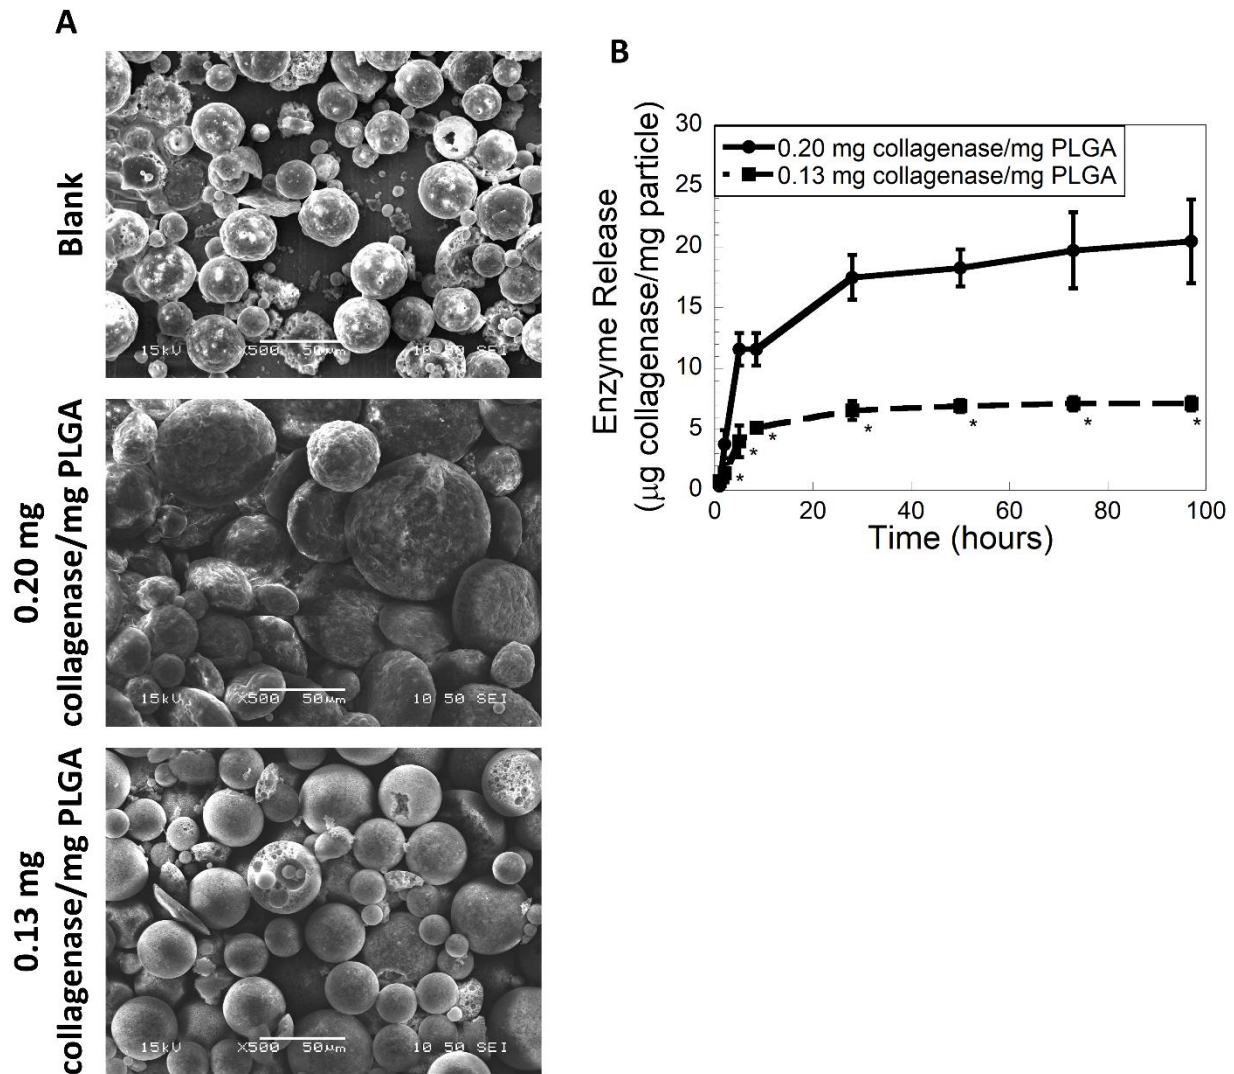 A
Blank
15kV X500 50µm 10 50 SEI
0.20 mg
collagenase/mg PLGA
15kV X500 50µm 10 50 SEI
0.13 mg
collagenase/mg PLGA
15kV X500 50µm 10 50 SEI
B
0.20 mg collagenase/mg PLGA
0.13 mg collagenase/mg PLGA
Enzyme Release
(µg collagenase/mg particle)
30
25
20
15
10
5
0
* * * * * * *
0 20 40 60 80 100
Time (hours)